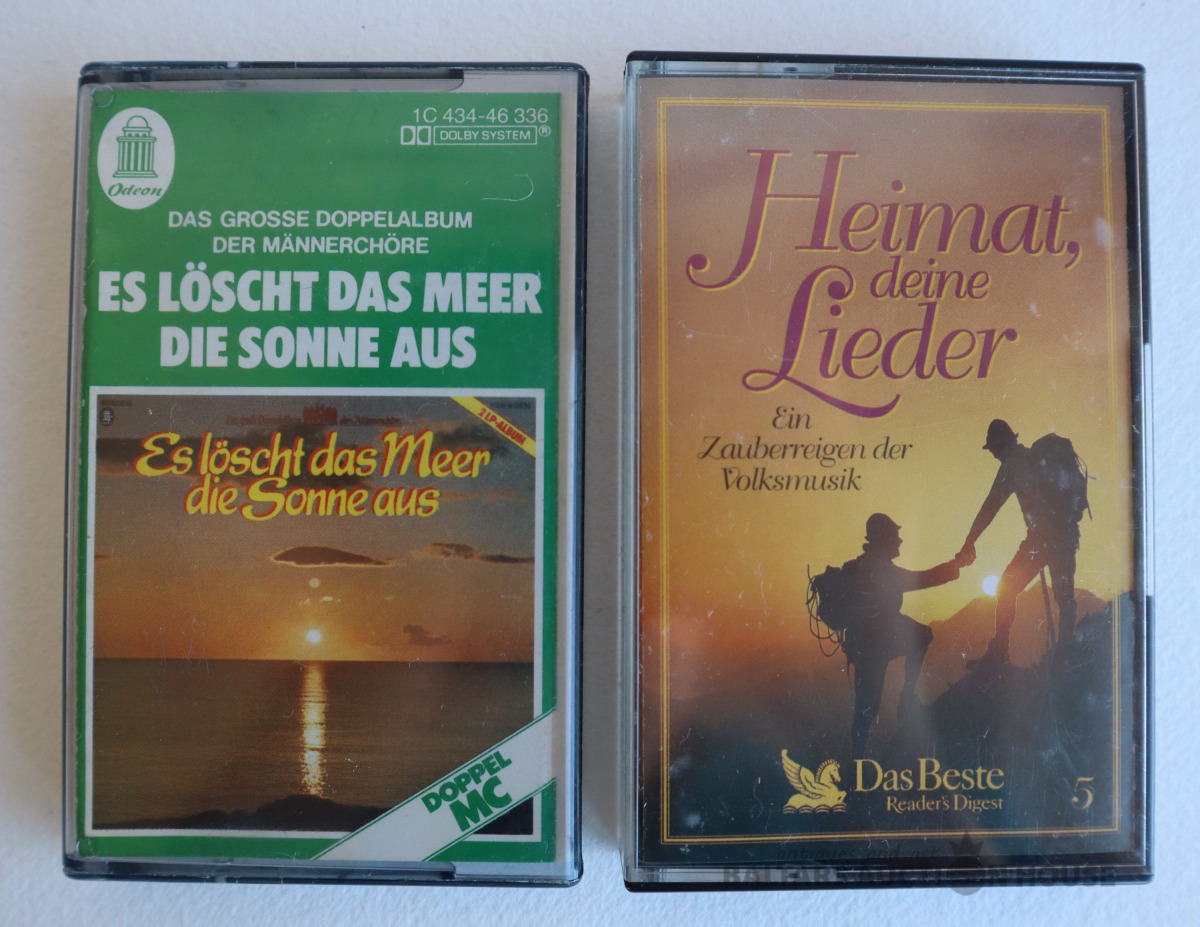 Odeon
1C 434-46 336
DOLBY SYSTEM ®
DAS GROSSE DOPPELALBUM
DER MÄNNERCHÖRE
ES LÖSCHT DAS MEER
DIE SONNE AUS
2 LP-ALBUM
Es löscht das Meer
die Sonne aus
DOPPEL
MC
Heimat,
deine
Lieder
Ein
Zauberreigen der
Volksmusik
Das Beste
Reader's Digest
5